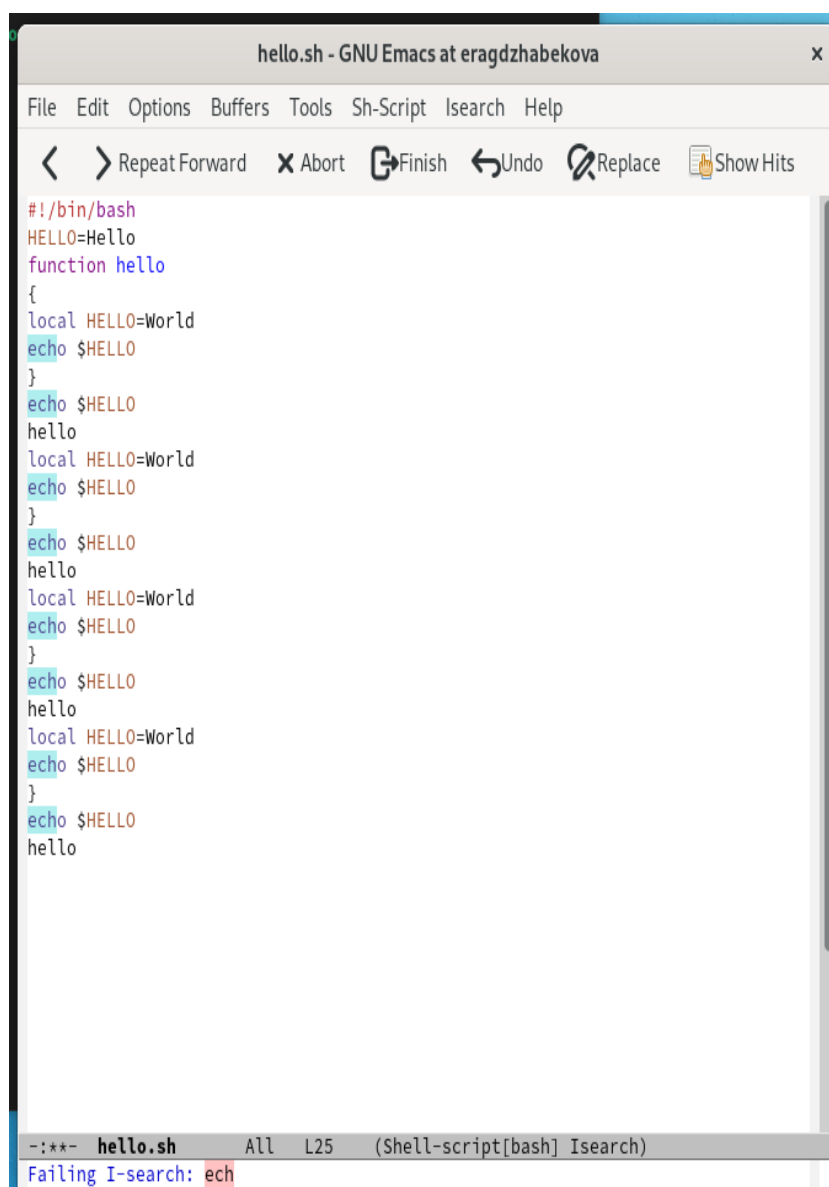 hello.sh - GNU Emacs at eragdzhabekova
File Edit Options Buffers Tools Sh-Script Isearch Help
Repeat Forward Abort Finish Undo Replace Show Hits
#!/bin/bash
HELLO=Hello
function hello
{
local HELLO=World
echo $HELLO
}
echo $HELLO
hello
local HELLO=World
echo $HELLO
}
echo $HELLO
hello
local HELLO=World
echo $HELLO
}
echo $HELLO
hello
local HELLO=World
echo $HELLO
}
echo $HELLO
hello
-:**- hello.sh All L25 (Shell-script[bash] Isearch)
Failing I-search: ech